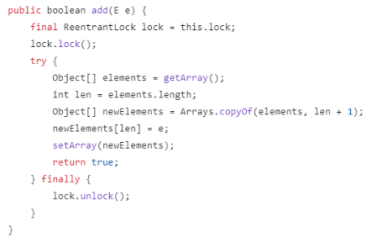 public boolean add(E e) {
    final ReentrantLock lock = this.lock;
    lock.lock();
    try {
        Object[] elements = getArray();
        int len = elements.length;
        Object[] newElements = Arrays.copyOf(elements, len + 1);
        newElements[len] = e;
        setArray(newElements);
        return true;
    } finally {
        lock.unlock();
    }
}